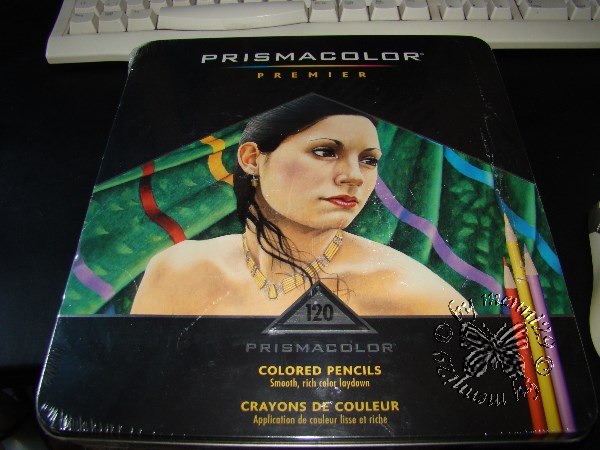 PRISMACOLOR®
PREMIER
120
PRISMACOLOR
COLORED PENCILS
Smooth, rich color laydown
CRAYONS DE COULEUR
Application de couleur lisse et riche